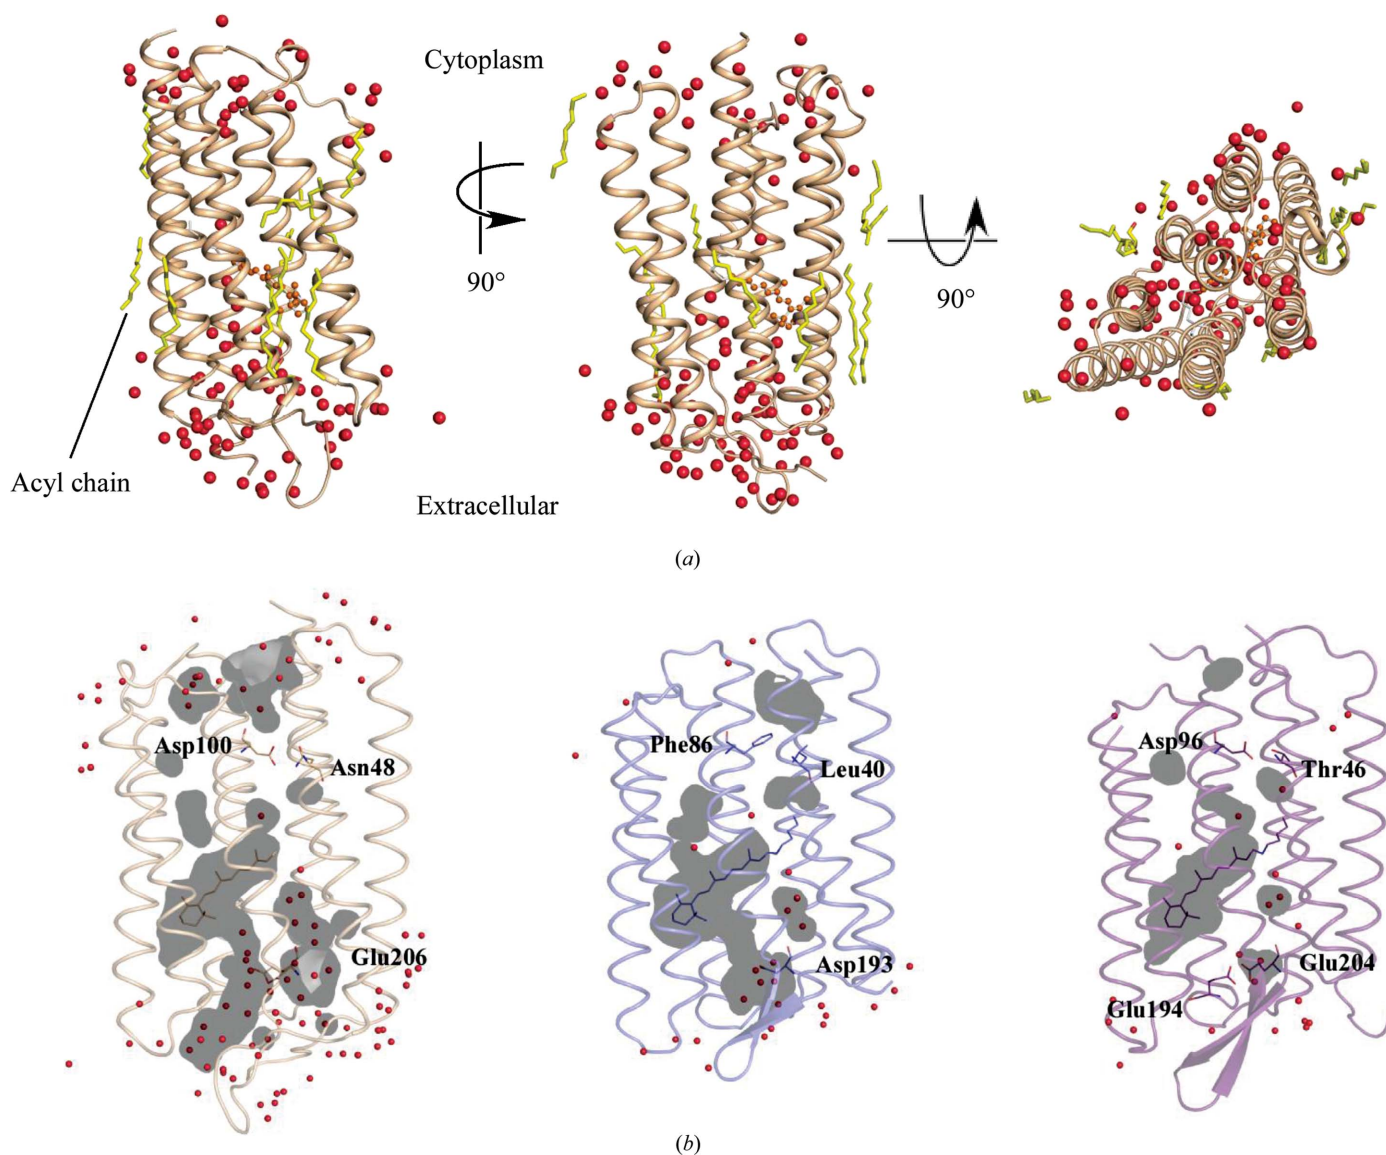 Cytoplasm
90°
90°
Acyl chain
Extracellular
(a)
Asp100
Asn48
Glu206
Phe86
Leu40
Asp193
Asp96
Thr46
Glu204
Glu194
(b)